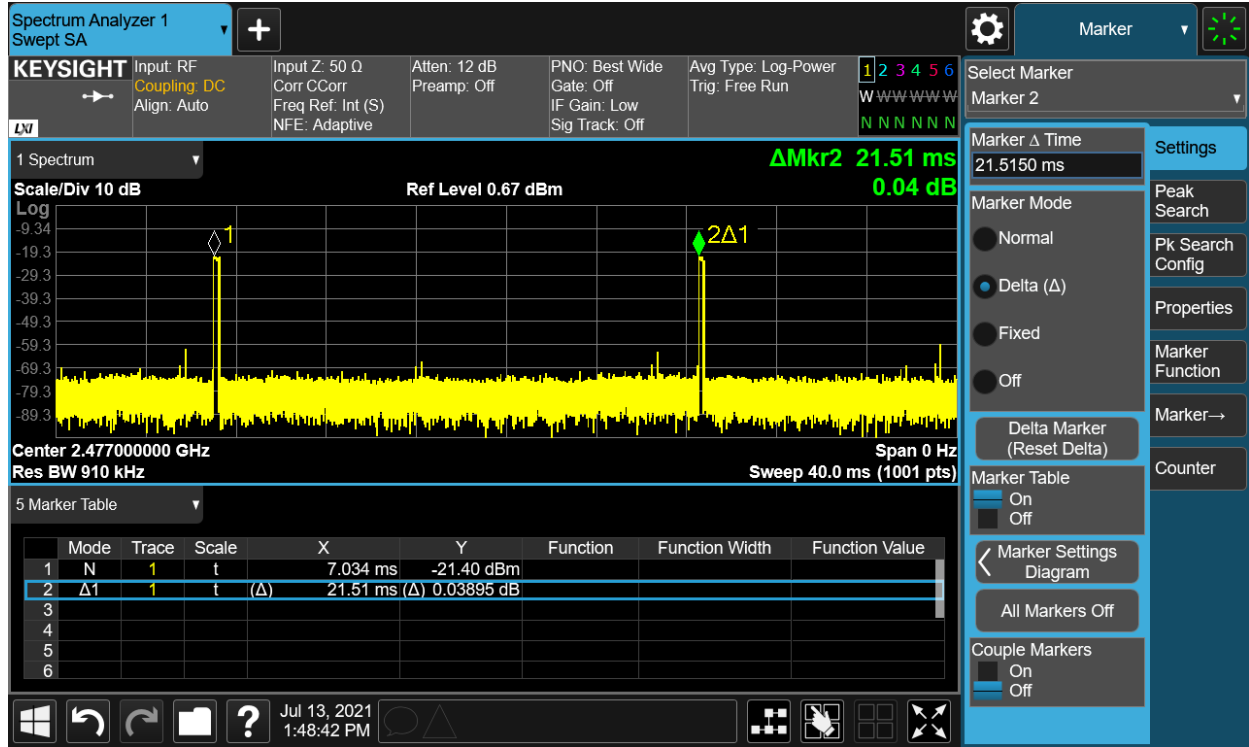 Spectrum Analyzer 1
Swept SA
Marker
KEYSIGHT
LXI
Input: RF
Coupling: DC
Align: Auto
Input Z: 50 Ω
Corr CCorr
Freq Ref: Int (S)
NFE: Adaptive
Atten: 12 dB
Preamp: Off
PNO: Best Wide
Gate: Off
IF Gain: Low
Sig Track: Off
Avg Type: Log-Power
Trig: Free Run
1 2 3 4 5 6
W W W W W W
N N N N N N
1 Spectrum
ΔMkr2 21.51 ms
Scale/Div 10 dB
Ref Level 0.67 dBm
0.04 dB
Log
-9.34
-19.3
-29.3
-39.3
-49.3
-59.3
-69.3
-79.3
-89.3
1
2Δ1
Center 2.477000000 GHz
Span 0 Hz
Res BW 910 kHz
Sweep 40.0 ms (1001 pts)
5 Marker Table
Mode Trace Scale X Y Function Function Width Function Value
1 N 1 t 7.034 ms -21.40 dBm
2 Δ1 1 t (Δ) 21.51 ms (Δ) 0.03895 dB
3
4
5
6
Select Marker
Marker 2
Marker Δ Time
21.5150 ms
Marker Mode
Normal
Delta (Δ)
Fixed
Off
Delta Marker
(Reset Delta)
Marker Table
On
Off
Marker Settings
Diagram
All Markers Off
Couple Markers
On
Off
Settings
Peak
Search
Pk Search
Config
Properties
Marker
Function
Marker→
Counter
?
Jul 13, 2021
1:48:42 PM